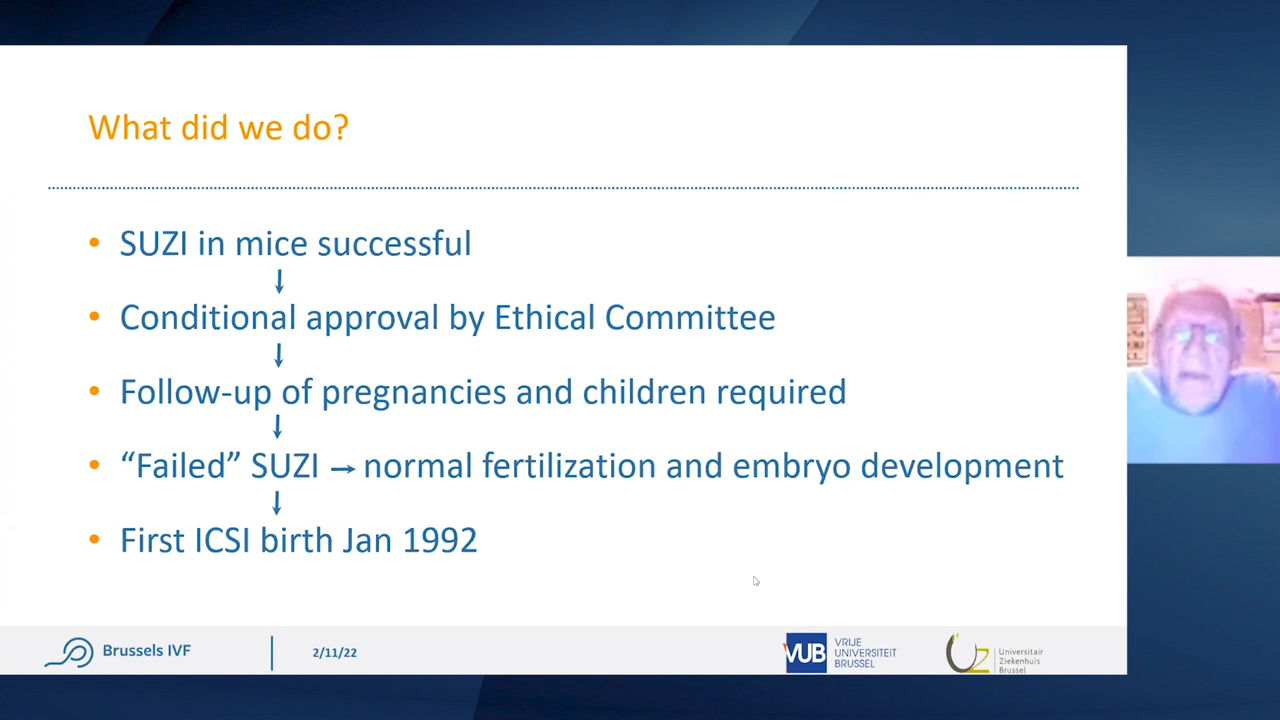 What did we do?
• SUZI in mice successful
↓
• Conditional approval by Ethical Committee
↓
• Follow-up of pregnancies and children required
↓
• “Failed” SUZI → normal fertilization and embryo development
↓
• First ICSI birth Jan 1992
Brussels IVF
2/11/22
VUB
VRIJE
UNIVERSITEIT
BRUSSEL
UZ
Universitair
Ziekenhuis
Brussel